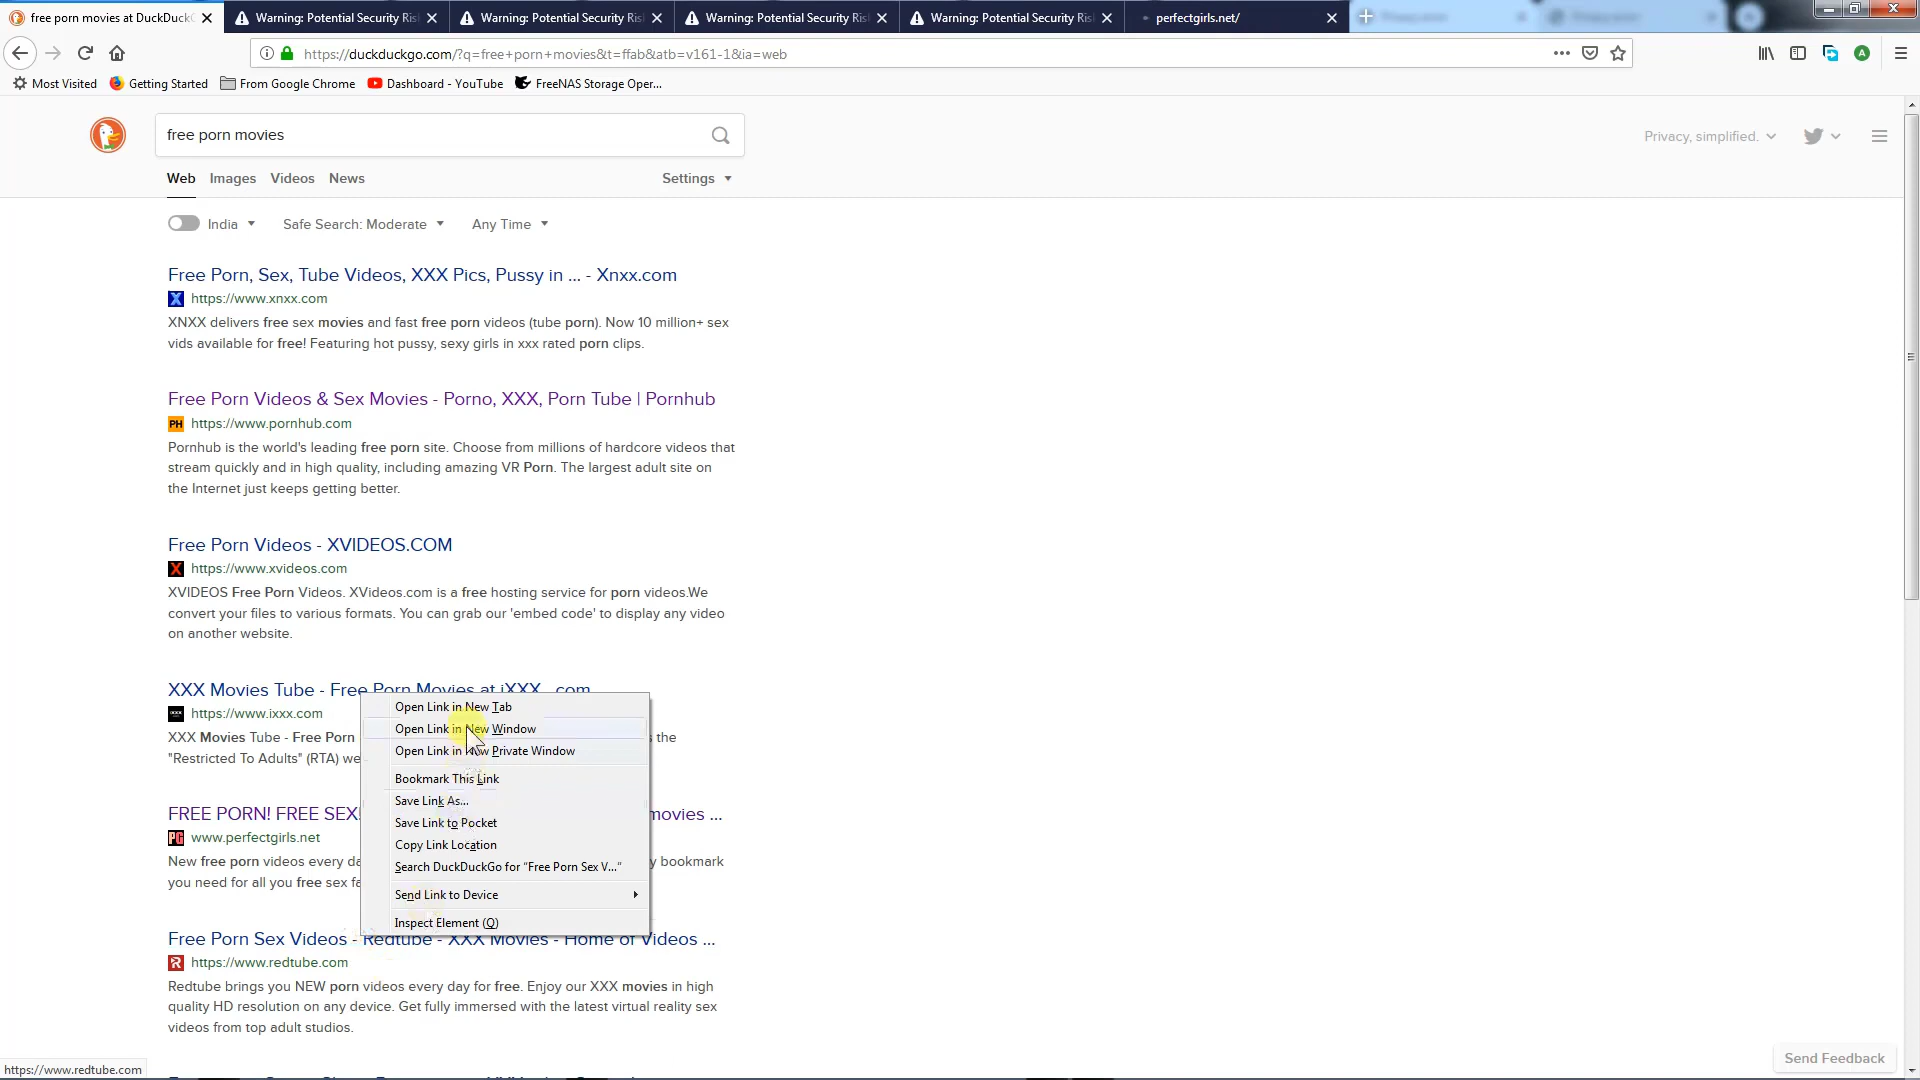 free porn movies at DuckDuckG
Warning: Potential Security Ris
Warning: Potential Security Ris
Warning: Potential Security Ris
Warning: Potential Security Ris
perfectgirls.net/
https://duckduckgo.com/?q=free+porn+movies&t=ffab&atb=v161-1&ia=web
A
Most Visited
Getting Started
From Google Chrome
Dashboard - YouTube
FreeNAS Storage Oper...
free porn movies
Privacy, simplified.
Web
Images
Videos
News
Settings
India
Safe Search: Moderate
Any Time
Free Porn, Sex, Tube Videos, XXX Pics, Pussy in ... - Xnxx.com
X https://www.xnxx.com
XNXX delivers free sex movies and fast free porn videos (tube porn). Now 10 million+ sex
vids available for free! Featuring hot pussy, sexy girls in xxx rated porn clips.
Free Porn Videos & Sex Movies - Porno, XXX, Porn Tube | Pornhub
PH https://www.pornhub.com
Pornhub is the world's leading free porn site. Choose from millions of hardcore videos that
stream quickly and in high quality, including amazing VR Porn. The largest adult site on
the Internet just keeps getting better.
Free Porn Videos - XVIDEOS.COM
X https://www.xvideos.com
XVIDEOS Free Porn Videos. XVideos.com is a free hosting service for porn videos.We
convert your files to various formats. You can grab our 'embed code' to display any video
on another website.
XXX Movies Tube - Free Porn Movies at iXXX .com
https://www.ixxx.com
XXX Movies Tube - Free Porn
s the
"Restricted To Adults" (RTA) we
Open Link in New Tab
Open Link in New Window
Open Link in New Private Window
Bookmark This Link
Save Link As...
Save Link to Pocket
Copy Link Location
Search DuckDuckGo for "Free Porn Sex V..."
Send Link to Device
Inspect Element (Q)
FREE PORN! FREE SEX!
movies ...
PG www.perfectgirls.net
New free porn videos every da
y bookmark
you need for all you free sex fa
Free Porn Sex Videos - Redtube - XXX Movies - Home of Videos ...
https://www.redtube.com
Redtube brings you NEW porn videos every day for free. Enjoy our XXX movies in high
quality HD resolution on any device. Get fully immersed with the latest virtual reality sex
videos from top adult studios.
Send Feedback
https://www.redtube.com